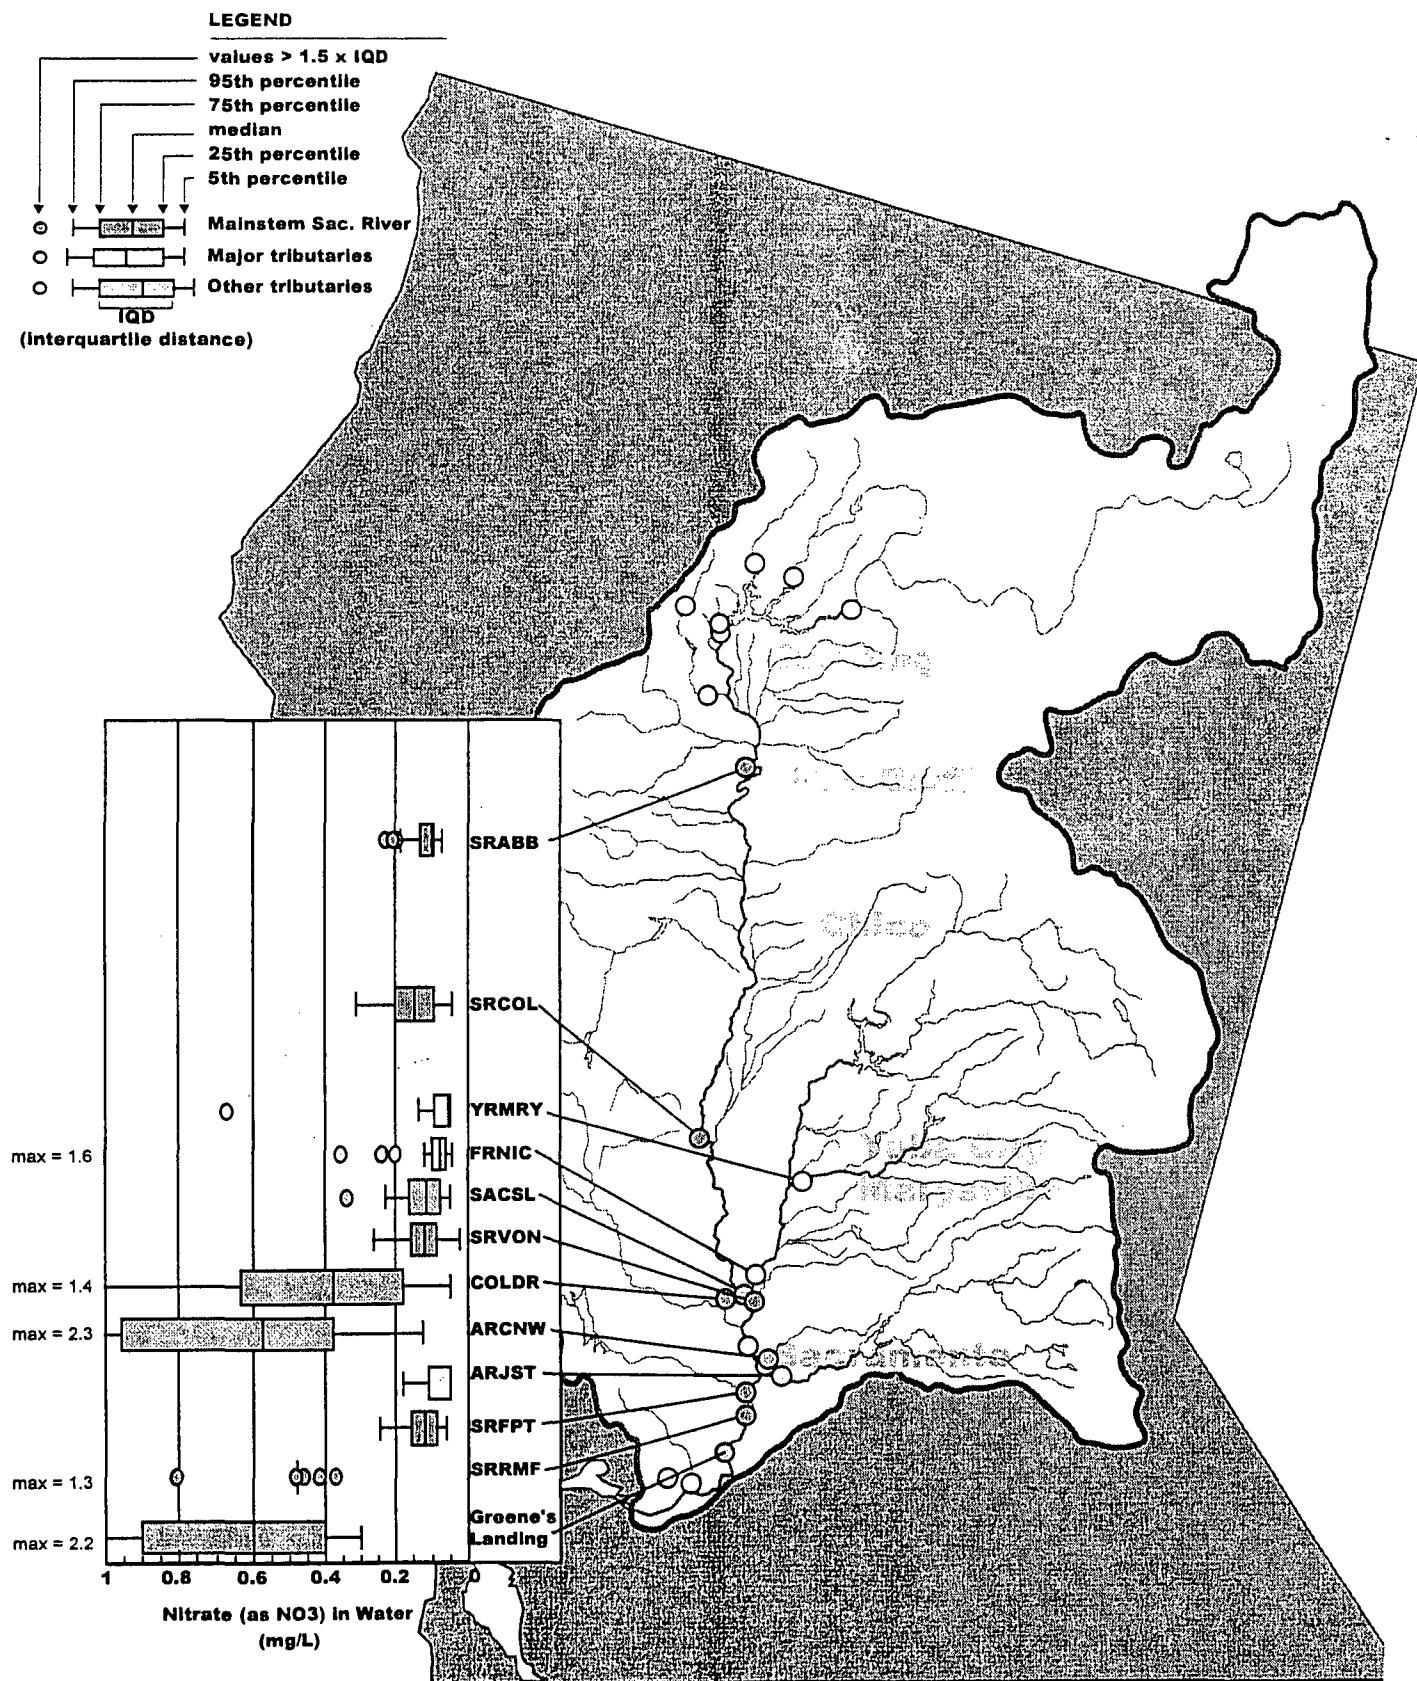 LEGEND
values > 1.5 x IQD
95th percentile
75th percentile
median
25th percentile
5th percentile
Mainstem Sac. River
Major tributaries
Other tributaries
IQD
(interquartile distance)
Chico
Sacramento
SRABB
SRCOL
YRMRY
FRNIC
SACSL
SRVON
COLDR
ARCNW
ARJST
SRFPT
SRRMF
Greene's
Landing
max = 1.6
max = 1.4
max = 2.3
max = 1.3
max = 2.2
1 0.8 0.6 0.4 0.2 0
Nitrate (as NO3) in Water
(mg/L)